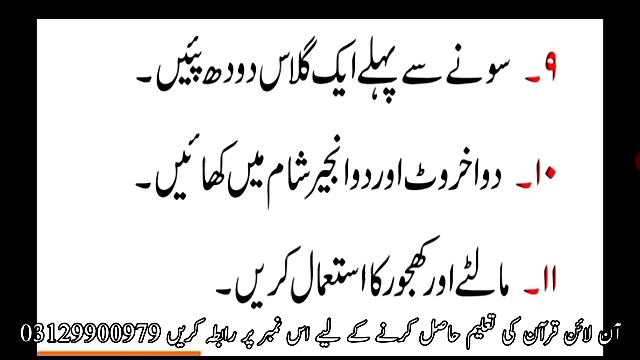 ۹۔ سونے سے پہلے ایک گلاس دودھ پئیں۔
۱۰۔ دو اخروٹ اور دو انجیر شام میں کھائیں۔
۱۱۔ مالٹے اور کھجور کا استعمال کریں۔
آن لائن قرآن کی تعلیم حاصل کرنے کے لیے اس نمبر پر رابطہ کریں 03129900979